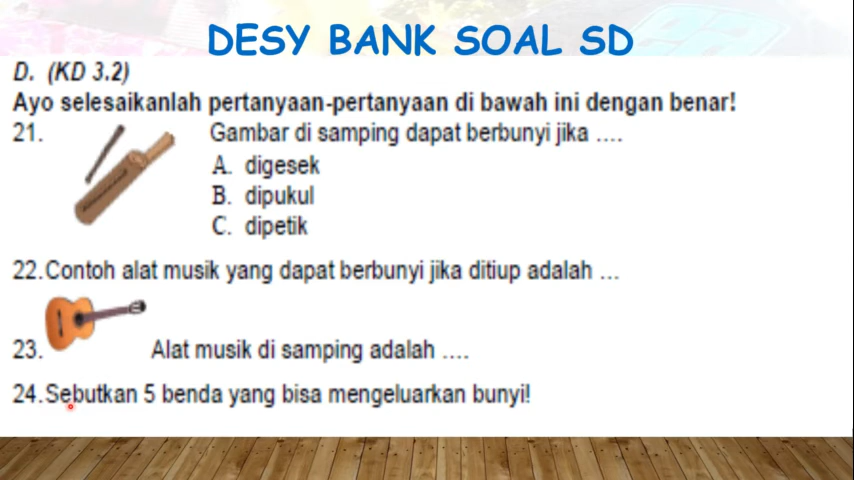 DESY BANK SOAL SD
D. (KD 3.2)
Ayo selesaikanlah pertanyaan-pertanyaan di bawah ini dengan benar!
21. Gambar di samping dapat berbunyi jika ....
A. digesek
B. dipukul
C. dipetik
22. Contoh alat musik yang dapat berbunyi jika ditiup adalah ...
23. Alat musik di samping adalah ....
24. Sebutkan 5 benda yang bisa mengeluarkan bunyi!